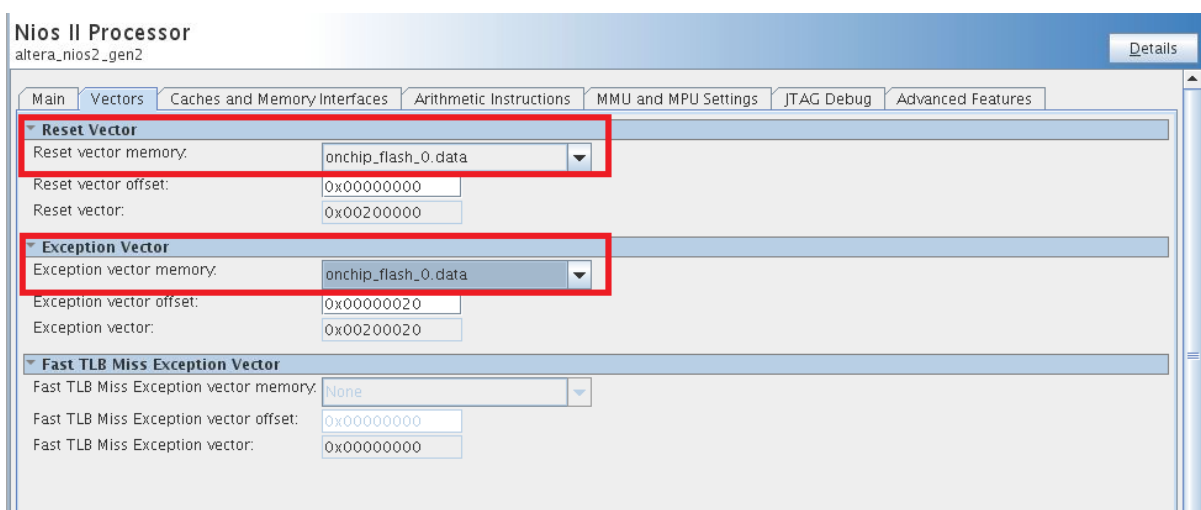 Nios II Processor
altera_nios2_gen2
Details
Main Vectors Caches and Memory Interfaces Arithmetic Instructions MMU and MPU Settings JTAG Debug Advanced Features
Reset Vector
Reset vector memory: onchip_flash_0.data
Reset vector offset: 0x00000000
Reset vector: 0x00200000
Exception Vector
Exception vector memory: onchip_flash_0.data
Exception vector offset: 0x00000020
Exception vector: 0x00200020
Fast TLB Miss Exception Vector
Fast TLB Miss Exception vector memory: None
Fast TLB Miss Exception vector offset: 0x00000000
Fast TLB Miss Exception vector: 0x00000000